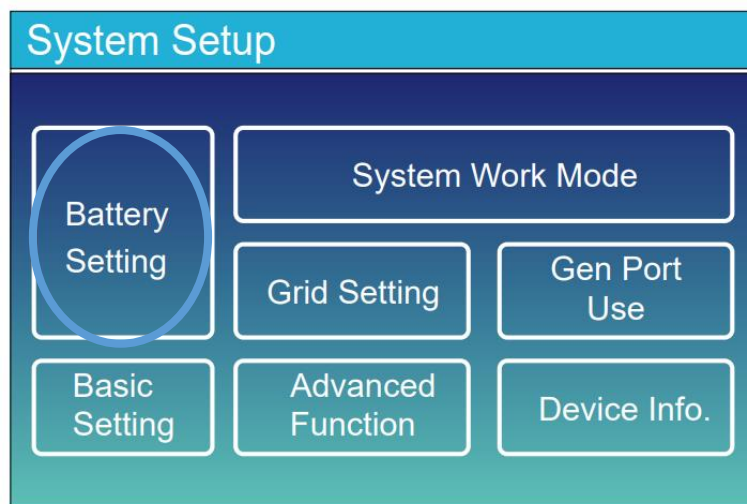 System Setup
Battery
Setting
System Work Mode
Grid Setting
Gen Port
Use
Basic
Setting
Advanced
Function
Device Info.